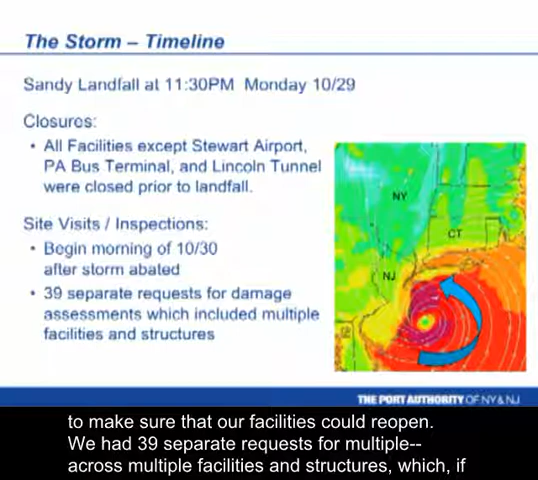 The Storm – Timeline
Sandy Landfall at 11:30PM Monday 10/29
Closures:
• All Facilities except Stewart Airport,
PA Bus Terminal, and Lincoln Tunnel
were closed prior to landfall.
Site Visits / Inspections:
• Begin morning of 10/30
after storm abated
• 39 separate requests for damage
assessments which included multiple
facilities and structures
NY
CT
NJ
THE PORT AUTHORITY OF NY & NJ
to make sure that our facilities could reopen.
We had 39 separate requests for multiple--
across multiple facilities and structures, which, if